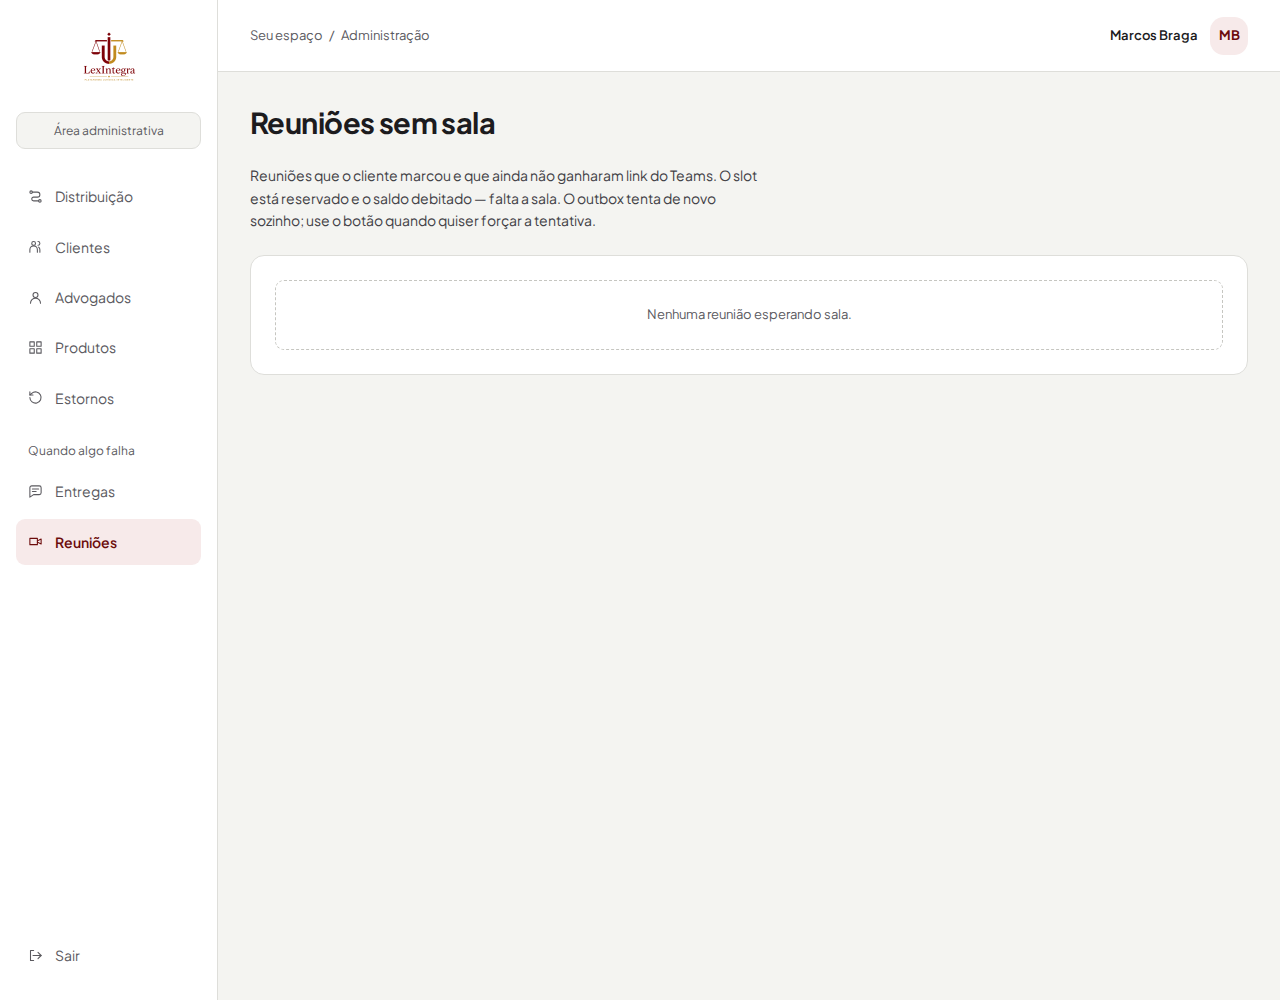 LexIntegra
Área administrativa
Distribuição
Clientes
Advogados
Produtos
Estornos
Quando algo falha
Entregas
Reuniões
Sair
Seu espaço / Administração
Marcos Braga MB
Reuniões sem sala
Reuniões que o cliente marcou e que ainda não ganharam link do Teams. O slot
está reservado e o saldo debitado — falta a sala. O outbox tenta de novo
sozinho; use o botão quando quiser forçar a tentativa.
Nenhuma reunião esperando sala.